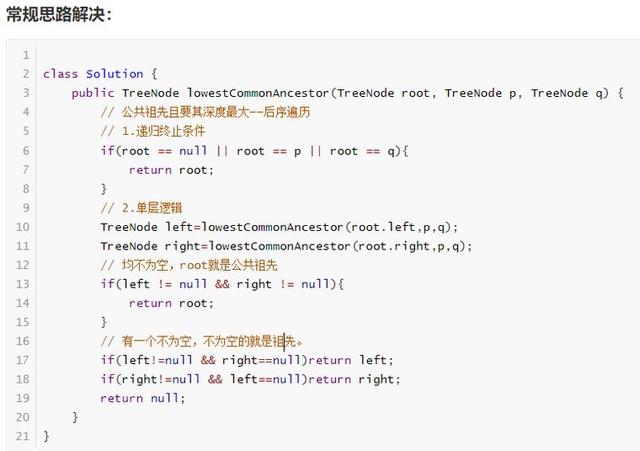 常规思路解决：
1
2 class Solution {
3 public TreeNode lowestCommonAncestor(TreeNode root, TreeNode p, TreeNode q) {
4 // 公共祖先且要其深度最大--后序遍历
5 // 1.递归终止条件
6 if(root == null || root == p || root == q){
7 return root;
8 }
9 // 2.单层逻辑
10 TreeNode left=lowestCommonAncestor(root.left,p,q);
11 TreeNode right=lowestCommonAncestor(root.right,p,q);
12 // 均不为空，root就是公共祖先
13 if(left != null && right != null){
14 return root;
15 }
16 // 有一个不为空，不为空的就是祖先。
17 if(left!=null && right==null)return left;
18 if(right!=null && left==null)return right;
19 return null;
20 }
21 }